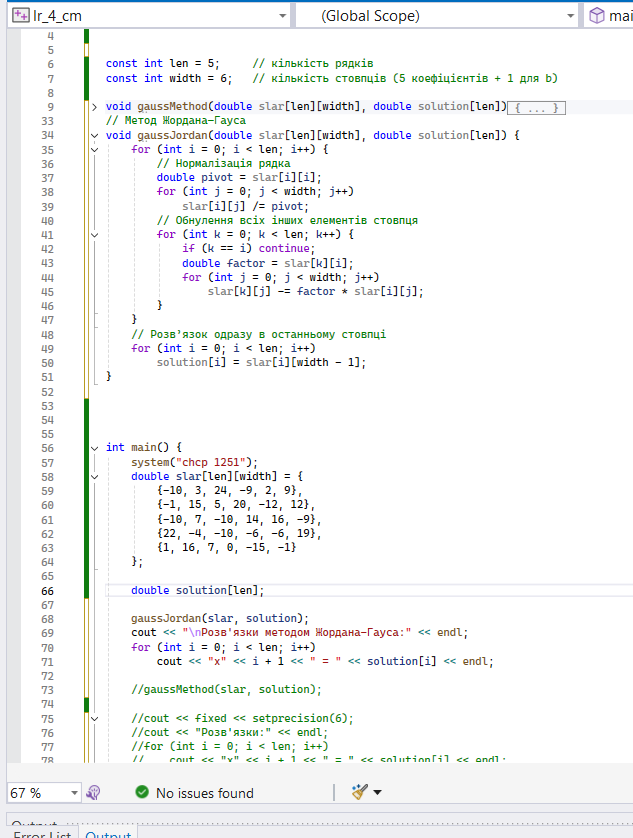 lr_4_cm
(Global Scope)
mai
4
5
6 const int len = 5; // кількість рядків
7 const int width = 6; // кількість стовпців (5 коефіцієнтів + 1 для b)
8
9 void gaussMethod(double slar[len][width], double solution[len]) { ... }
33 // Метод Жордана-Гауса
34 void gaussJordan(double slar[len][width], double solution[len]) {
35 for (int i = 0; i < len; i++) {
36 // Нормалізація рядка
37 double pivot = slar[i][i];
38 for (int j = 0; j < width; j++)
39 slar[i][j] /= pivot;
40 // Обнулення всіх інших елементів стовпця
41 for (int k = 0; k < len; k++) {
42 if (k == i) continue;
43 double factor = slar[k][i];
44 for (int j = 0; j < width; j++)
45 slar[k][j] -= factor * slar[i][j];
46 }
47 }
48 // Розв’язок одразу в останньому стовпці
49 for (int i = 0; i < len; i++)
50 solution[i] = slar[i][width - 1];
51 }
52
53
54
55
56 int main() {
57 system("chcp 1251");
58 double slar[len][width] = {
59 {-10, 3, 24, -9, 2, 9},
60 {-1, 15, 5, 20, -12, 12},
61 {-10, 7, -10, 14, 16, -9},
62 {22, -4, -10, -6, -6, 19},
63 {1, 16, 7, 0, -15, -1}
64 };
65
66 double solution[len];
67
68 gaussJordan(slar, solution);
69 cout << "\nРозв'язки методом Жордана-Гауса:" << endl;
70 for (int i = 0; i < len; i++)
71 cout << "x" << i + 1 << " = " << solution[i] << endl;
72
73 //gaussMethod(slar, solution);
74
75 //cout << fixed << setprecision(6);
76 //cout << "Розв'язки:" << endl;
77 //for (int i = 0; i < len; i++)
78 // cout << "x" << i + 1 << " = " << solution[i] << endl;
67 %
No issues found
Output
Error List
Output